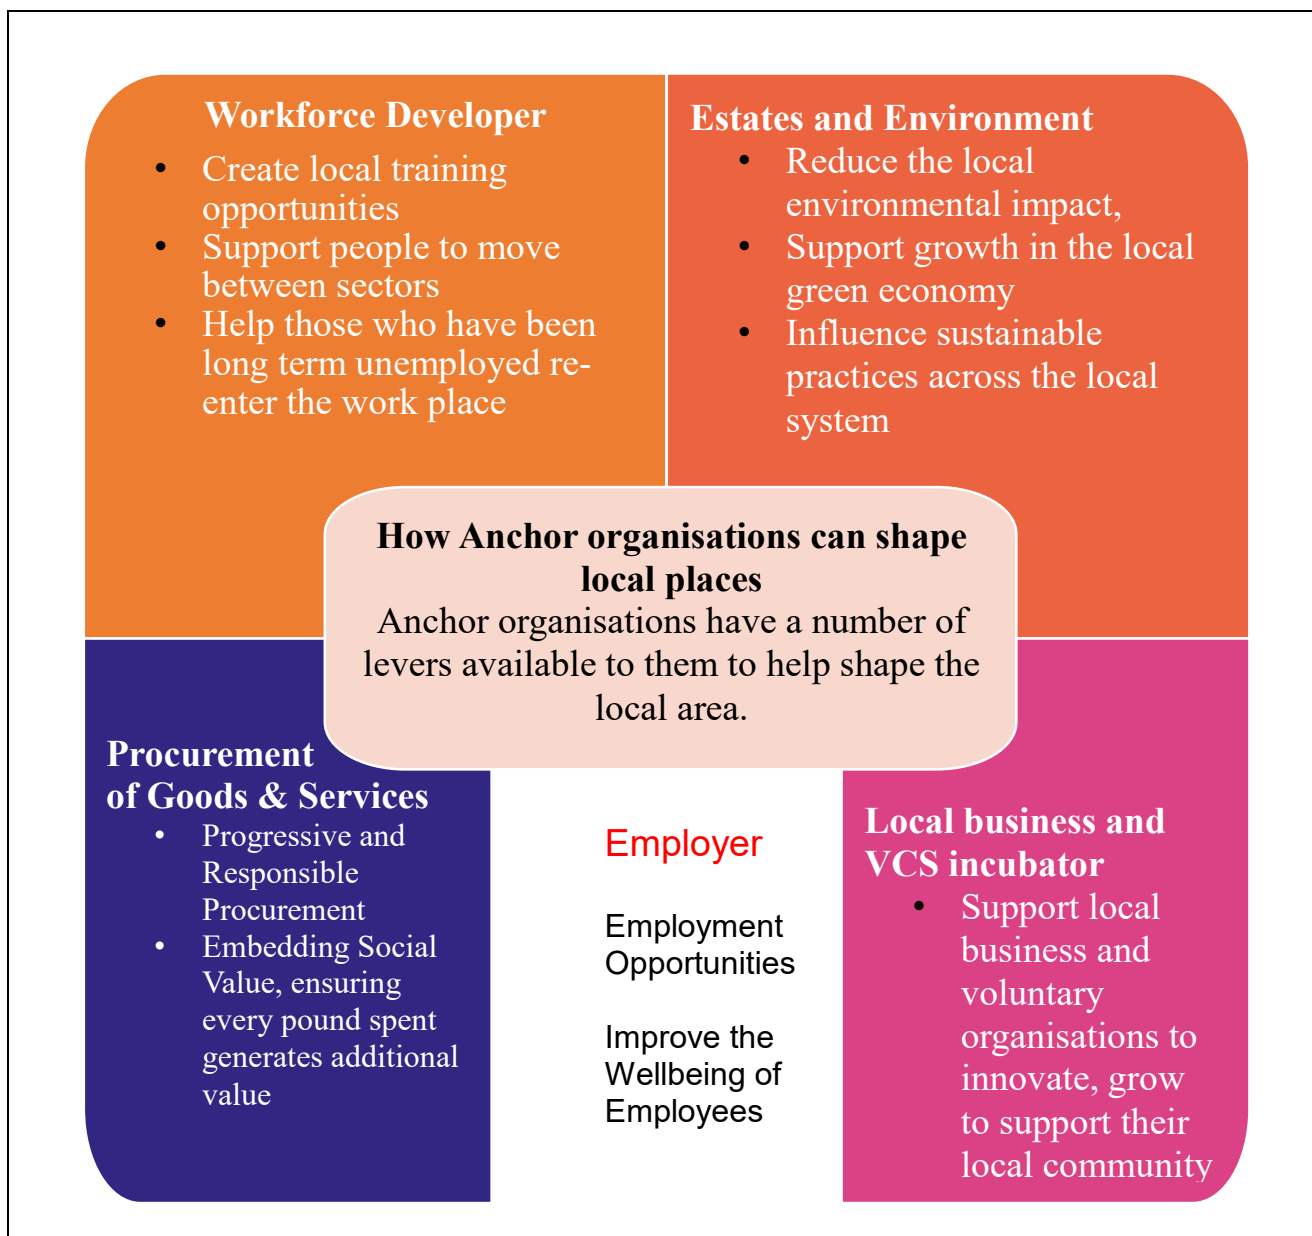 Workforce Developer
• Create local training
opportunities
• Support people to move
between sectors
• Help those who have been
long term unemployed re-
enter the work place
Estates and Environment
• Reduce the local
environmental impact,
• Support growth in the local
green economy
• Influence sustainable
practices across the local
system
How Anchor organisations can shape
local places
Anchor organisations have a number of
levers available to them to help shape the
local area.
Procurement
of Goods & Services
• Progressive and
Responsible
Procurement
• Embedding Social
Value, ensuring
every pound spent
generates additional
value
Employer
Employment
Opportunities
Improve the
Wellbeing of
Employees
Local business and
VCS incubator
• Support local
business and
voluntary
organisations to
innovate, grow
to support their
local community